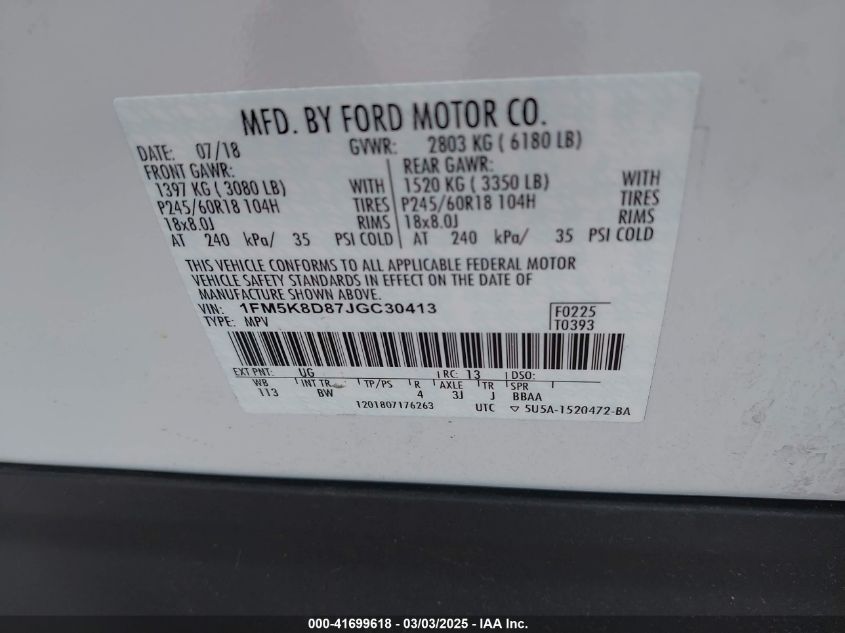 MFD. BY FORD MOTOR CO.
DATE: 07/18 GVWR: 2803 KG ( 6180 LB)
FRONT GAWR: REAR GAWR:
1397 KG ( 3080 LB) WITH 1520 KG ( 3350 LB) WITH
P245/60R18 104H TIRES P245/60R18 104H TIRES
18x8.0J RIMS 18x8.0J RIMS
AT 240 kPa/ 35 PSI COLD AT 240 kPa/ 35 PSI COLD
THIS VEHICLE CONFORMS TO ALL APPLICABLE FEDERAL MOTOR
VEHICLE SAFETY STANDARDS IN EFFECT ON THE DATE OF
MANUFACTURE SHOWN ABOVE.
VIN: 1FM5K8D87JGC30413 F0225
TYPE: MPV T0393
EXT PNT: UG RC: 13 DSO:
WB INT TR TP/PS R AXLE TR SPR
113 BW 4 3J J BBAA
1201807176263 UTC ▽ 5U5A-1520472-BA
000-41699618 - 03/03/2025 - IAA Inc.